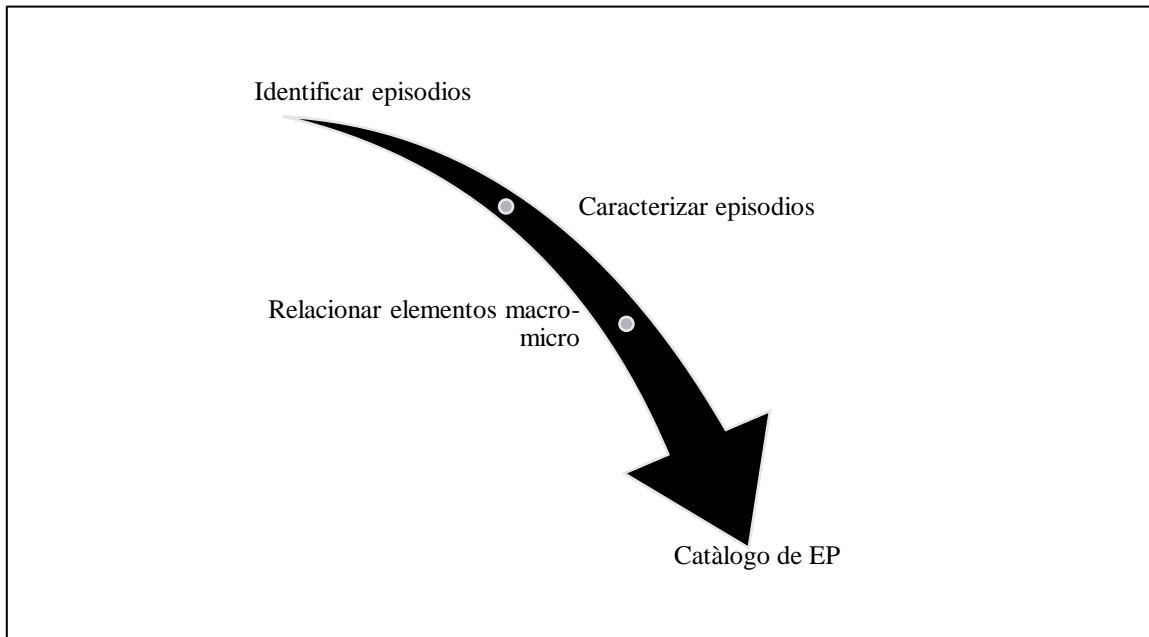 Identificar episodios
Caracterizar episodios
Relacionar elementos macro-
micro
Catàlogo de EP